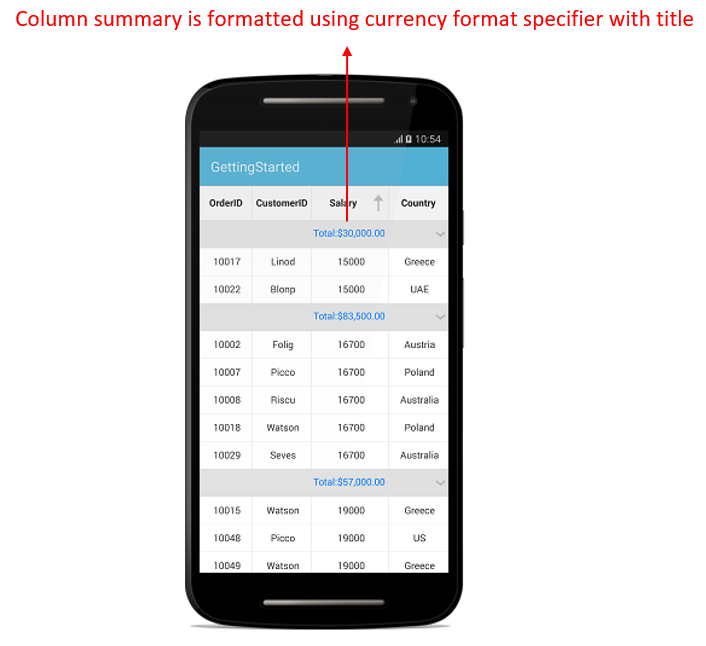 Column summary is formatted using currency format specifier with title
10:54
GettingStarted
OrderID CustomerID Salary Country
Total:$30,000.00
10017 Linod 15000 Greece
10022 Blonp 15000 UAE
Total:$83,500.00
10002 Folig 16700 Austria
10007 Picco 16700 Poland
10008 Riscu 16700 Australia
10018 Watson 16700 Poland
10029 Seves 16700 Australia
Total:$57,000.00
10015 Watson 19000 Greece
10048 Picco 19000 US
10049 Watson 19000 Greece